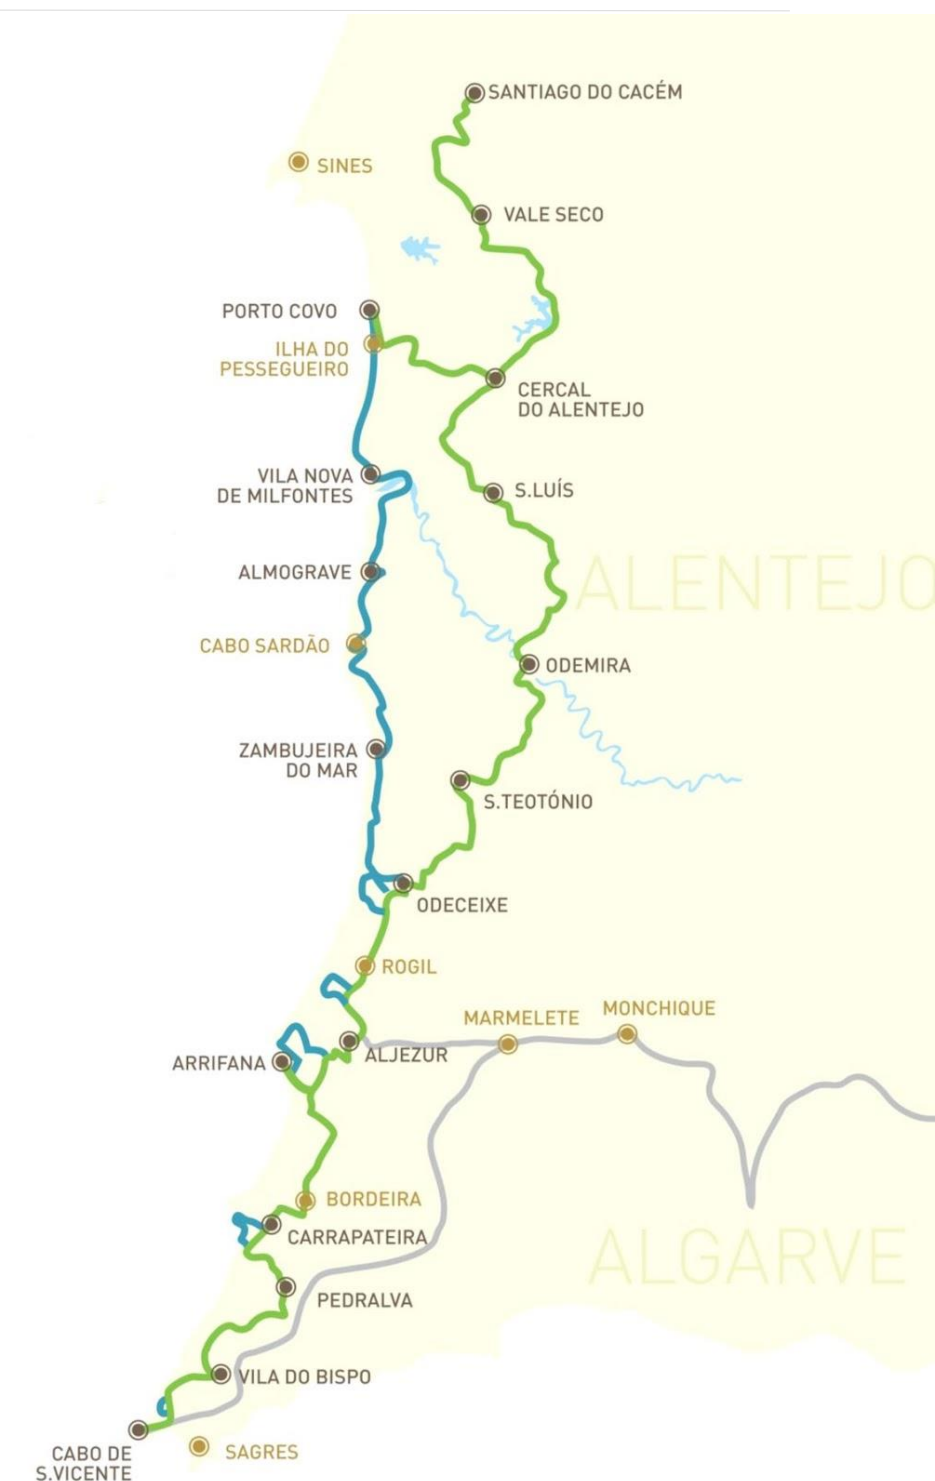 SANTIAGO DO CACÉM
SINES
VALE SECO
PORTO COVO
ILHA DO
PESSEGUEIRO
CERCAL
DO ALENTEJO
VILA NOVA
DE MILFONTES
S.LUÍS
ALMOGRAVE
ALENTEJO
CABO SARDÃO
ODEMIRA
ZAMBUJEIRA
DO MAR
S.TEOTÓNIO
ODECEIXE
ROGIL
MARMELETE
MONCHIQUE
ARRIFANA
ALJEZUR
BORDEIRA
CARRAPATEIRA
ALGARVE
PEDRALVA
VILA DO BISPO
CABO DE
S.VICENTE
SAGRES